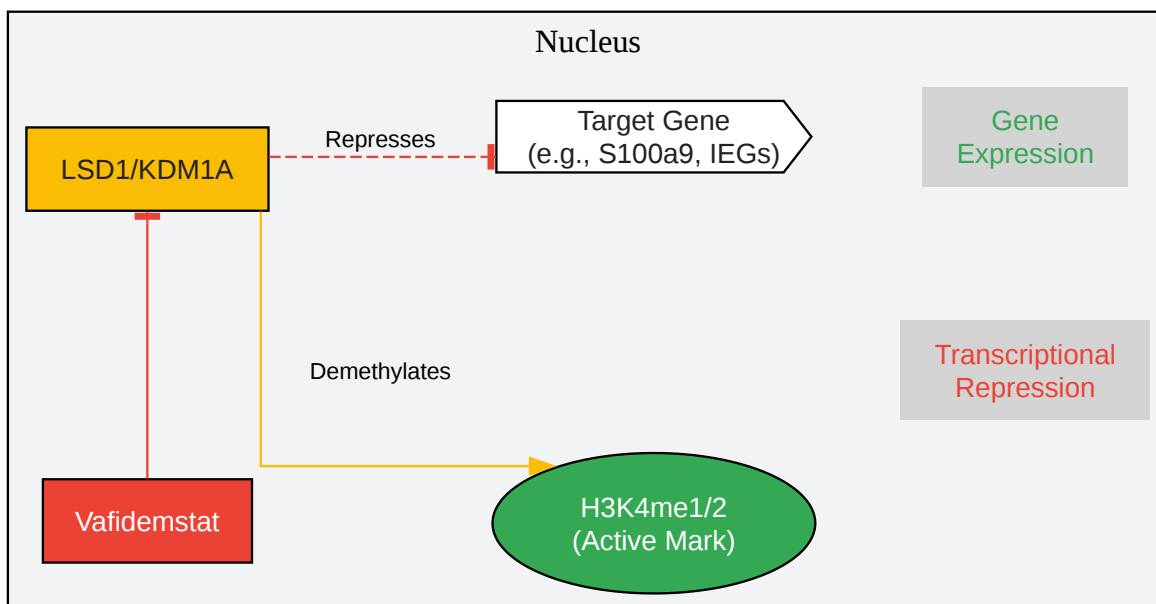 Nucleus
Represses
Target Gene
(e.g., S100a9, IEGs)
Gene
Expression
LSD1/KDM1A
Demethylates
Transcriptional
Repression
Vafidemstat
H3K4me1/2
(Active Mark)